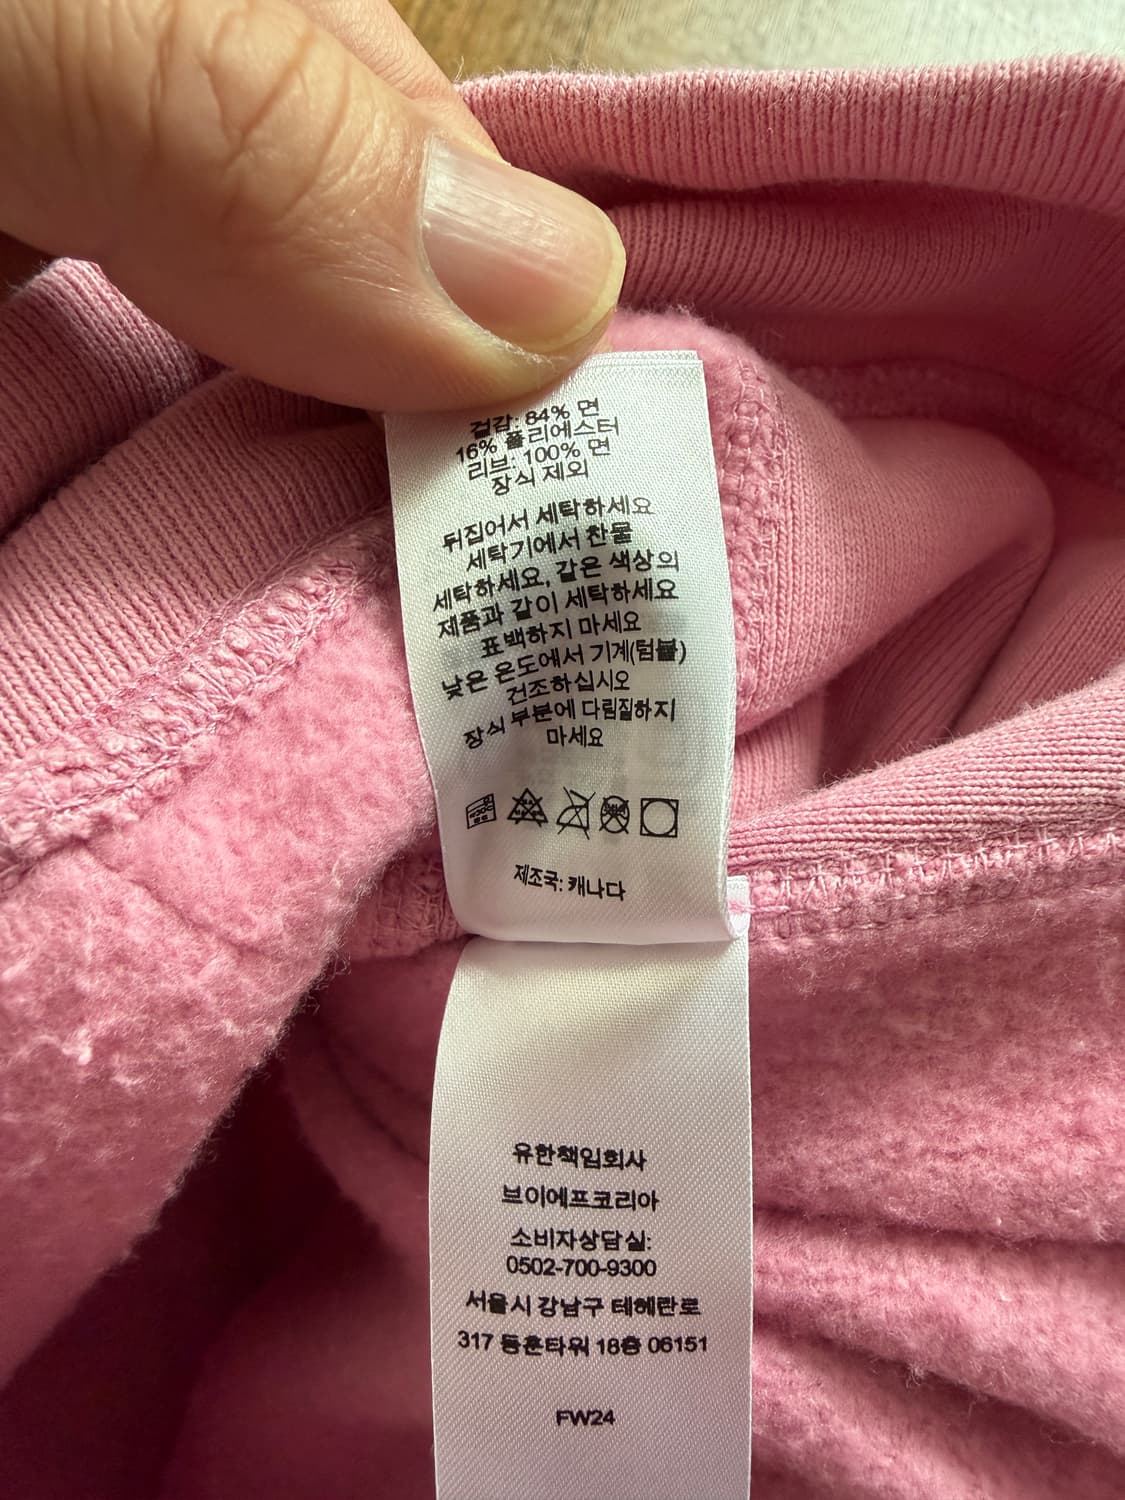 겉감: 84% 면
16% 폴리에스터
리브: 100% 면
장식 제외
뒤집어서 세탁하세요
세탁기에서 찬물
세탁하세요, 같은 색상의
제품과 같이 세탁하세요
표백하지 마세요
낮은 온도에서 기계(텀블)
건조하십시오
장식 부분에 다림질하지
마세요
제조국: 캐나다
유한책임회사
브이에프코리아
소비자상담실:
0502-700-9300
서울시 강남구 테헤란로
317 동훈타워 18층 06151
FW24